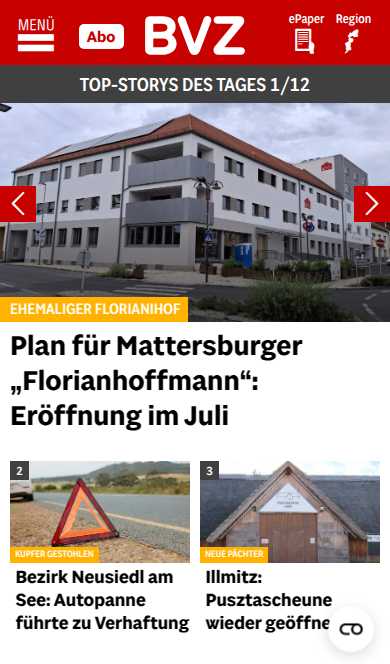 MENÜ
Abo
BVZ
ePaper
Region
TOP-STORYS DES TAGES 1/12
EHEMALIGER FLORIANIHOF
Plan für Mattersburger
„Florianhoffmann“:
Eröffnung im Juli
2
KUPFER GESTOHLEN
Bezirk Neusiedl am
See: Autopanne
führte zu Verhaftung
3
NEUE PÄCHTER
Illmitz:
Pusztascheune
wieder geöffne